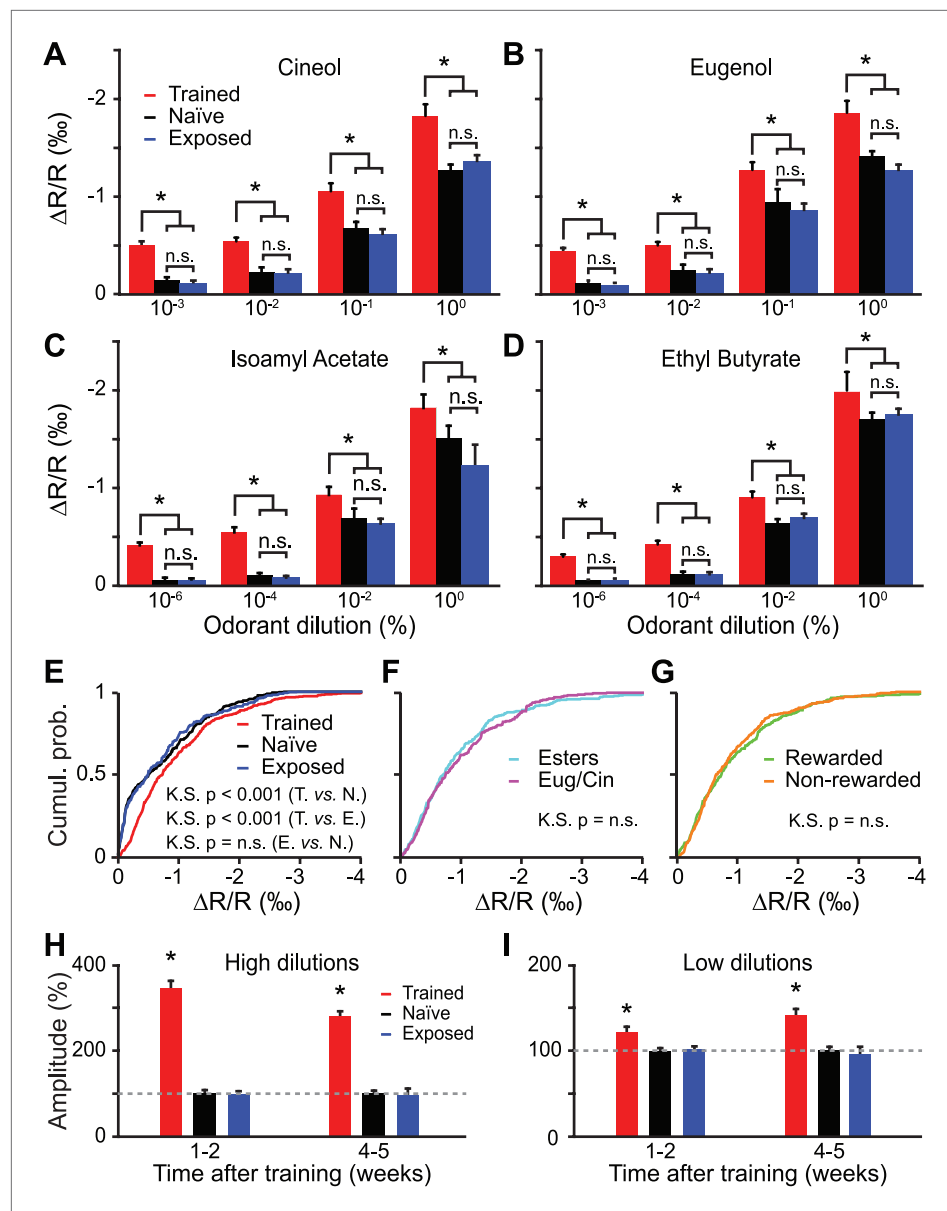 A
Cineol
-2
Trained
Naïve
Exposed
ΔR/R (‰)
-1
0
* n.s.
* n.s.
* n.s.
* n.s.
10⁻³ 10⁻² 10⁻¹ 10⁰
B
Eugenol
* n.s.
* n.s.
* n.s.
* n.s.
10⁻³ 10⁻² 10⁻¹ 10⁰
C
Isoamyl Acetate
-2
ΔR/R (‰)
-1
0
* n.s.
* n.s.
* n.s.
* n.s.
10⁻⁶ 10⁻⁴ 10⁻² 10⁰
Odorant dilution (%)
D
Ethyl Butyrate
* n.s.
* n.s.
* n.s.
* n.s.
10⁻⁶ 10⁻⁴ 10⁻² 10⁰
Odorant dilution (%)
E
Cumul. prob.
1
0.5
0
Trained
Naïve
Exposed
K.S. p < 0.001 (T. vs. N.)
K.S. p < 0.001 (T. vs. E.)
K.S. p = n.s. (E. vs. N.)
0 -1 -2 -3 -4
ΔR/R (‰)
F
Esters
Eug/Cin
K.S. p = n.s.
0 -1 -2 -3 -4
ΔR/R (‰)
G
Rewarded
Non-rewarded
K.S. p = n.s.
0 -1 -2 -3 -4
ΔR/R (‰)
H
High dilutions
Amplitude (%)
400
200
0
* *
Trained
Naïve
Exposed
1-2 4-5
Time after training (weeks)
I
Low dilutions
200
100
0
* *
1-2 4-5
Time after training (weeks)